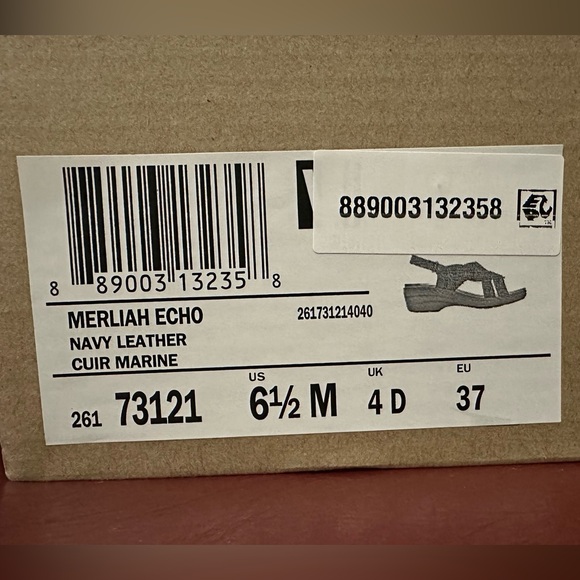 889003132358
8 89003 13235 8
MERLIAH ECHO
261731214040
NAVY LEATHER
CUIR MARINE
US
UK
EU
261 73121 6½ M 4 D 37